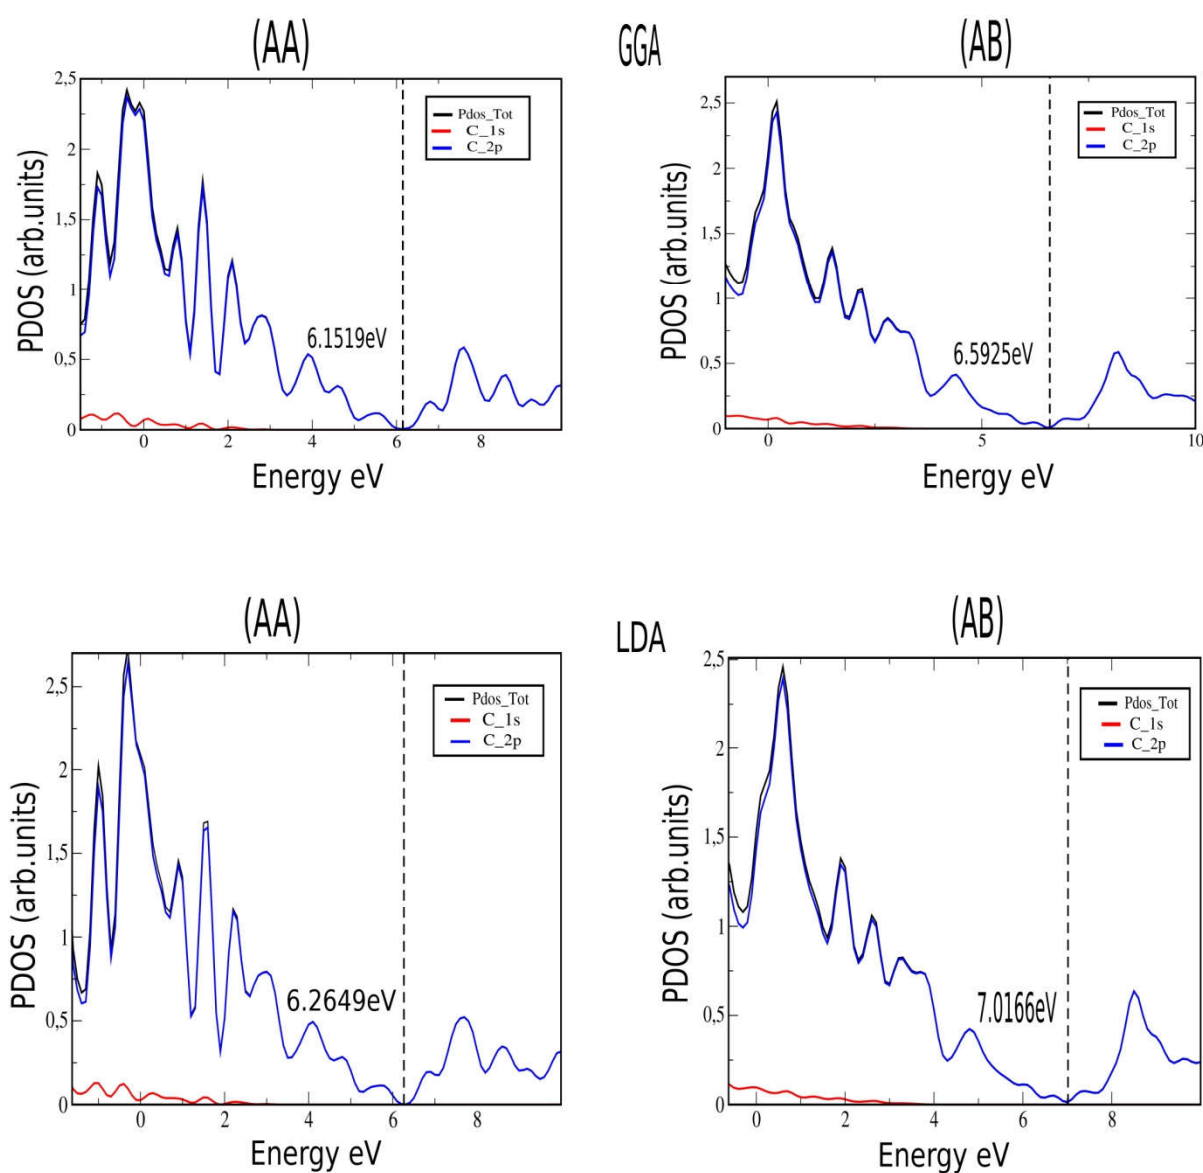 (AA)
GGA
(AB)
2,5
2
1,5
1
0,5
0
PDOS (arb.units)
Pdos_Tot
C_1s
C_2p
6.1519eV
0
2
4
6
8
Energy eV
2,5
2
1,5
1
0,5
0
PDOS (arb.units)
Pdos_Tot
C_1s
C_2p
6.5925eV
0
5
10
Energy eV
(AA)
LDA
(AB)
2,5
2
1,5
1
0,5
0
PDOS (arb.units)
Pdos_Tot
C_1s
C_2p
6.2649eV
0
2
4
6
8
Energy eV
2,5
2
1,5
1
0,5
0
PDOS (arb.units)
Pdos_Tot
C_1s
C_2p
7.0166eV
0
2
4
6
8
Energy eV